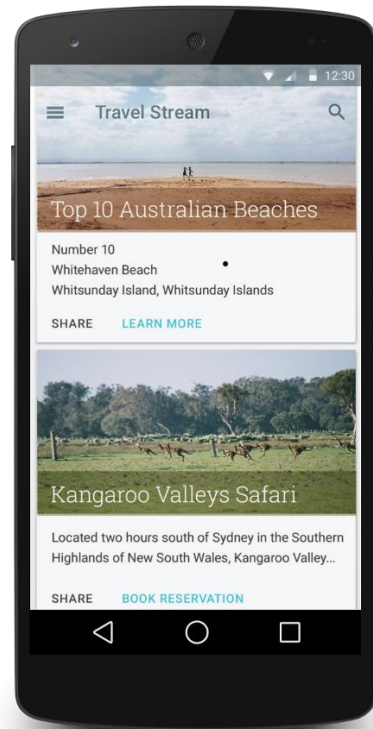 12:30
Travel Stream
Top 10 Australian Beaches
Number 10
Whitehaven Beach
Whitsunday Island, Whitsunday Islands
SHARE LEARN MORE
Kangaroo Valleys Safari
Located two hours south of Sydney in the Southern
Highlands of New South Wales, Kangaroo Valley...
SHARE BOOK RESERVATION